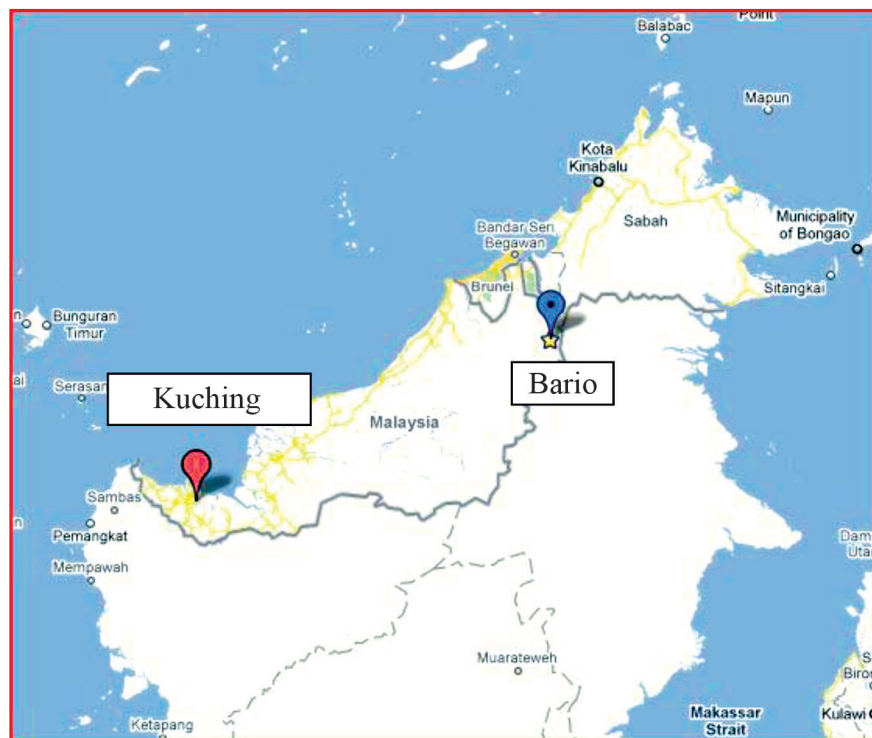 Point
Balabac
Mapun
Kota
Kinabalu
Municipality
of Bongao
Sabah
Bandar Seri
Begawan
Sitangkai
Brunei
Bunguran
Timur
Bario
Kuching
Serasan
Malaysia
Sambas
Pemangkat
Mempawah
Muarateweh
Ketapang
Makassar
Strait
Kulawi